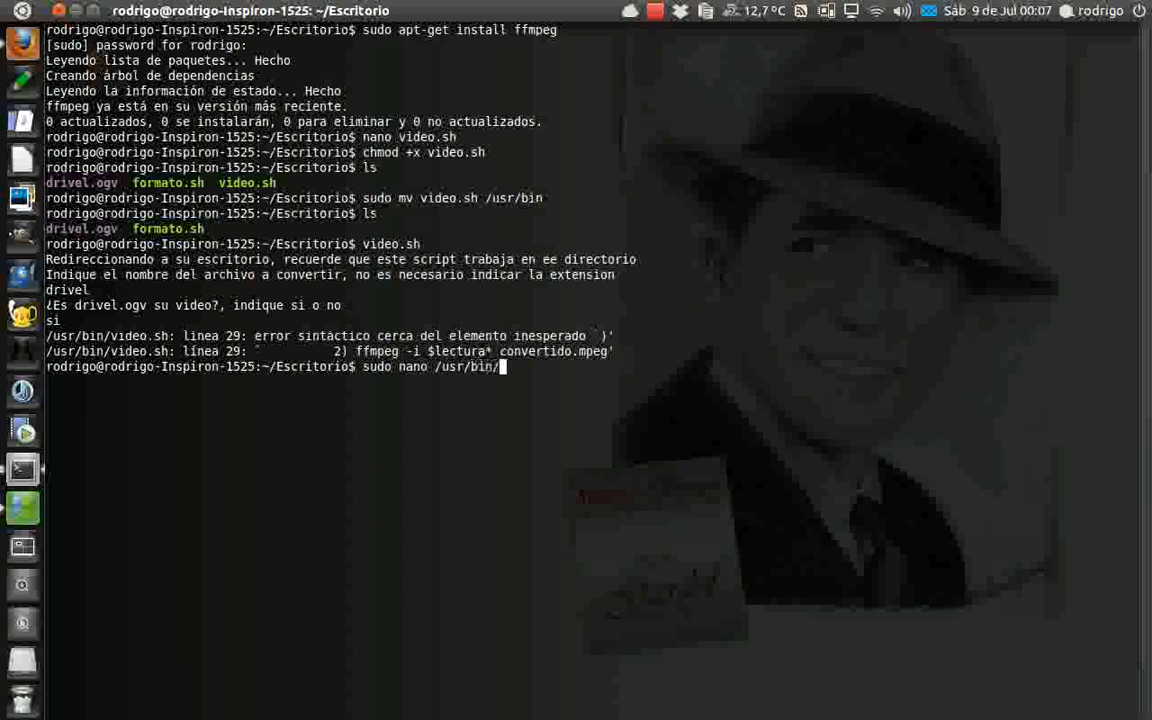 rodrigo@rodrigo-Inspiron-1525: ~/Escritorio
12,7 °C
Sáb 9 de Jul 00:07
rodrigo
rodrigo@rodrigo-Inspiron-1525:~/Escritorio$ sudo apt-get install ffmpeg
[sudo] password for rodrigo:
Leyendo lista de paquetes... Hecho
Creando árbol de dependencias
Leyendo la información de estado... Hecho
ffmpeg ya está en su versión más reciente.
0 actualizados, 0 se instalarán, 0 para eliminar y 0 no actualizados.
rodrigo@rodrigo-Inspiron-1525:~/Escritorio$ nano video.sh
rodrigo@rodrigo-Inspiron-1525:~/Escritorio$ chmod +x video.sh
rodrigo@rodrigo-Inspiron-1525:~/Escritorio$ ls
drivel.ogv formato.sh video.sh
rodrigo@rodrigo-Inspiron-1525:~/Escritorio$ sudo mv video.sh /usr/bin
rodrigo@rodrigo-Inspiron-1525:~/Escritorio$ ls
drivel.ogv formato.sh
rodrigo@rodrigo-Inspiron-1525:~/Escritorio$ video.sh
Redireccionando a su escritorio, recuerde que este script trabaja en ee directorio
Indique el nombre del archivo a convertir, no es necesario indicar la extension
drivel
¿Es drivel.ogv su video?, indique si o no
si
/usr/bin/video.sh: línea 29: error sintáctico cerca del elemento inesperado `)'
/usr/bin/video.sh: línea 29: ` 2) ffmpeg -i $lectura* convertido.mpeg'
rodrigo@rodrigo-Inspiron-1525:~/Escritorio$ sudo nano /usr/bin/